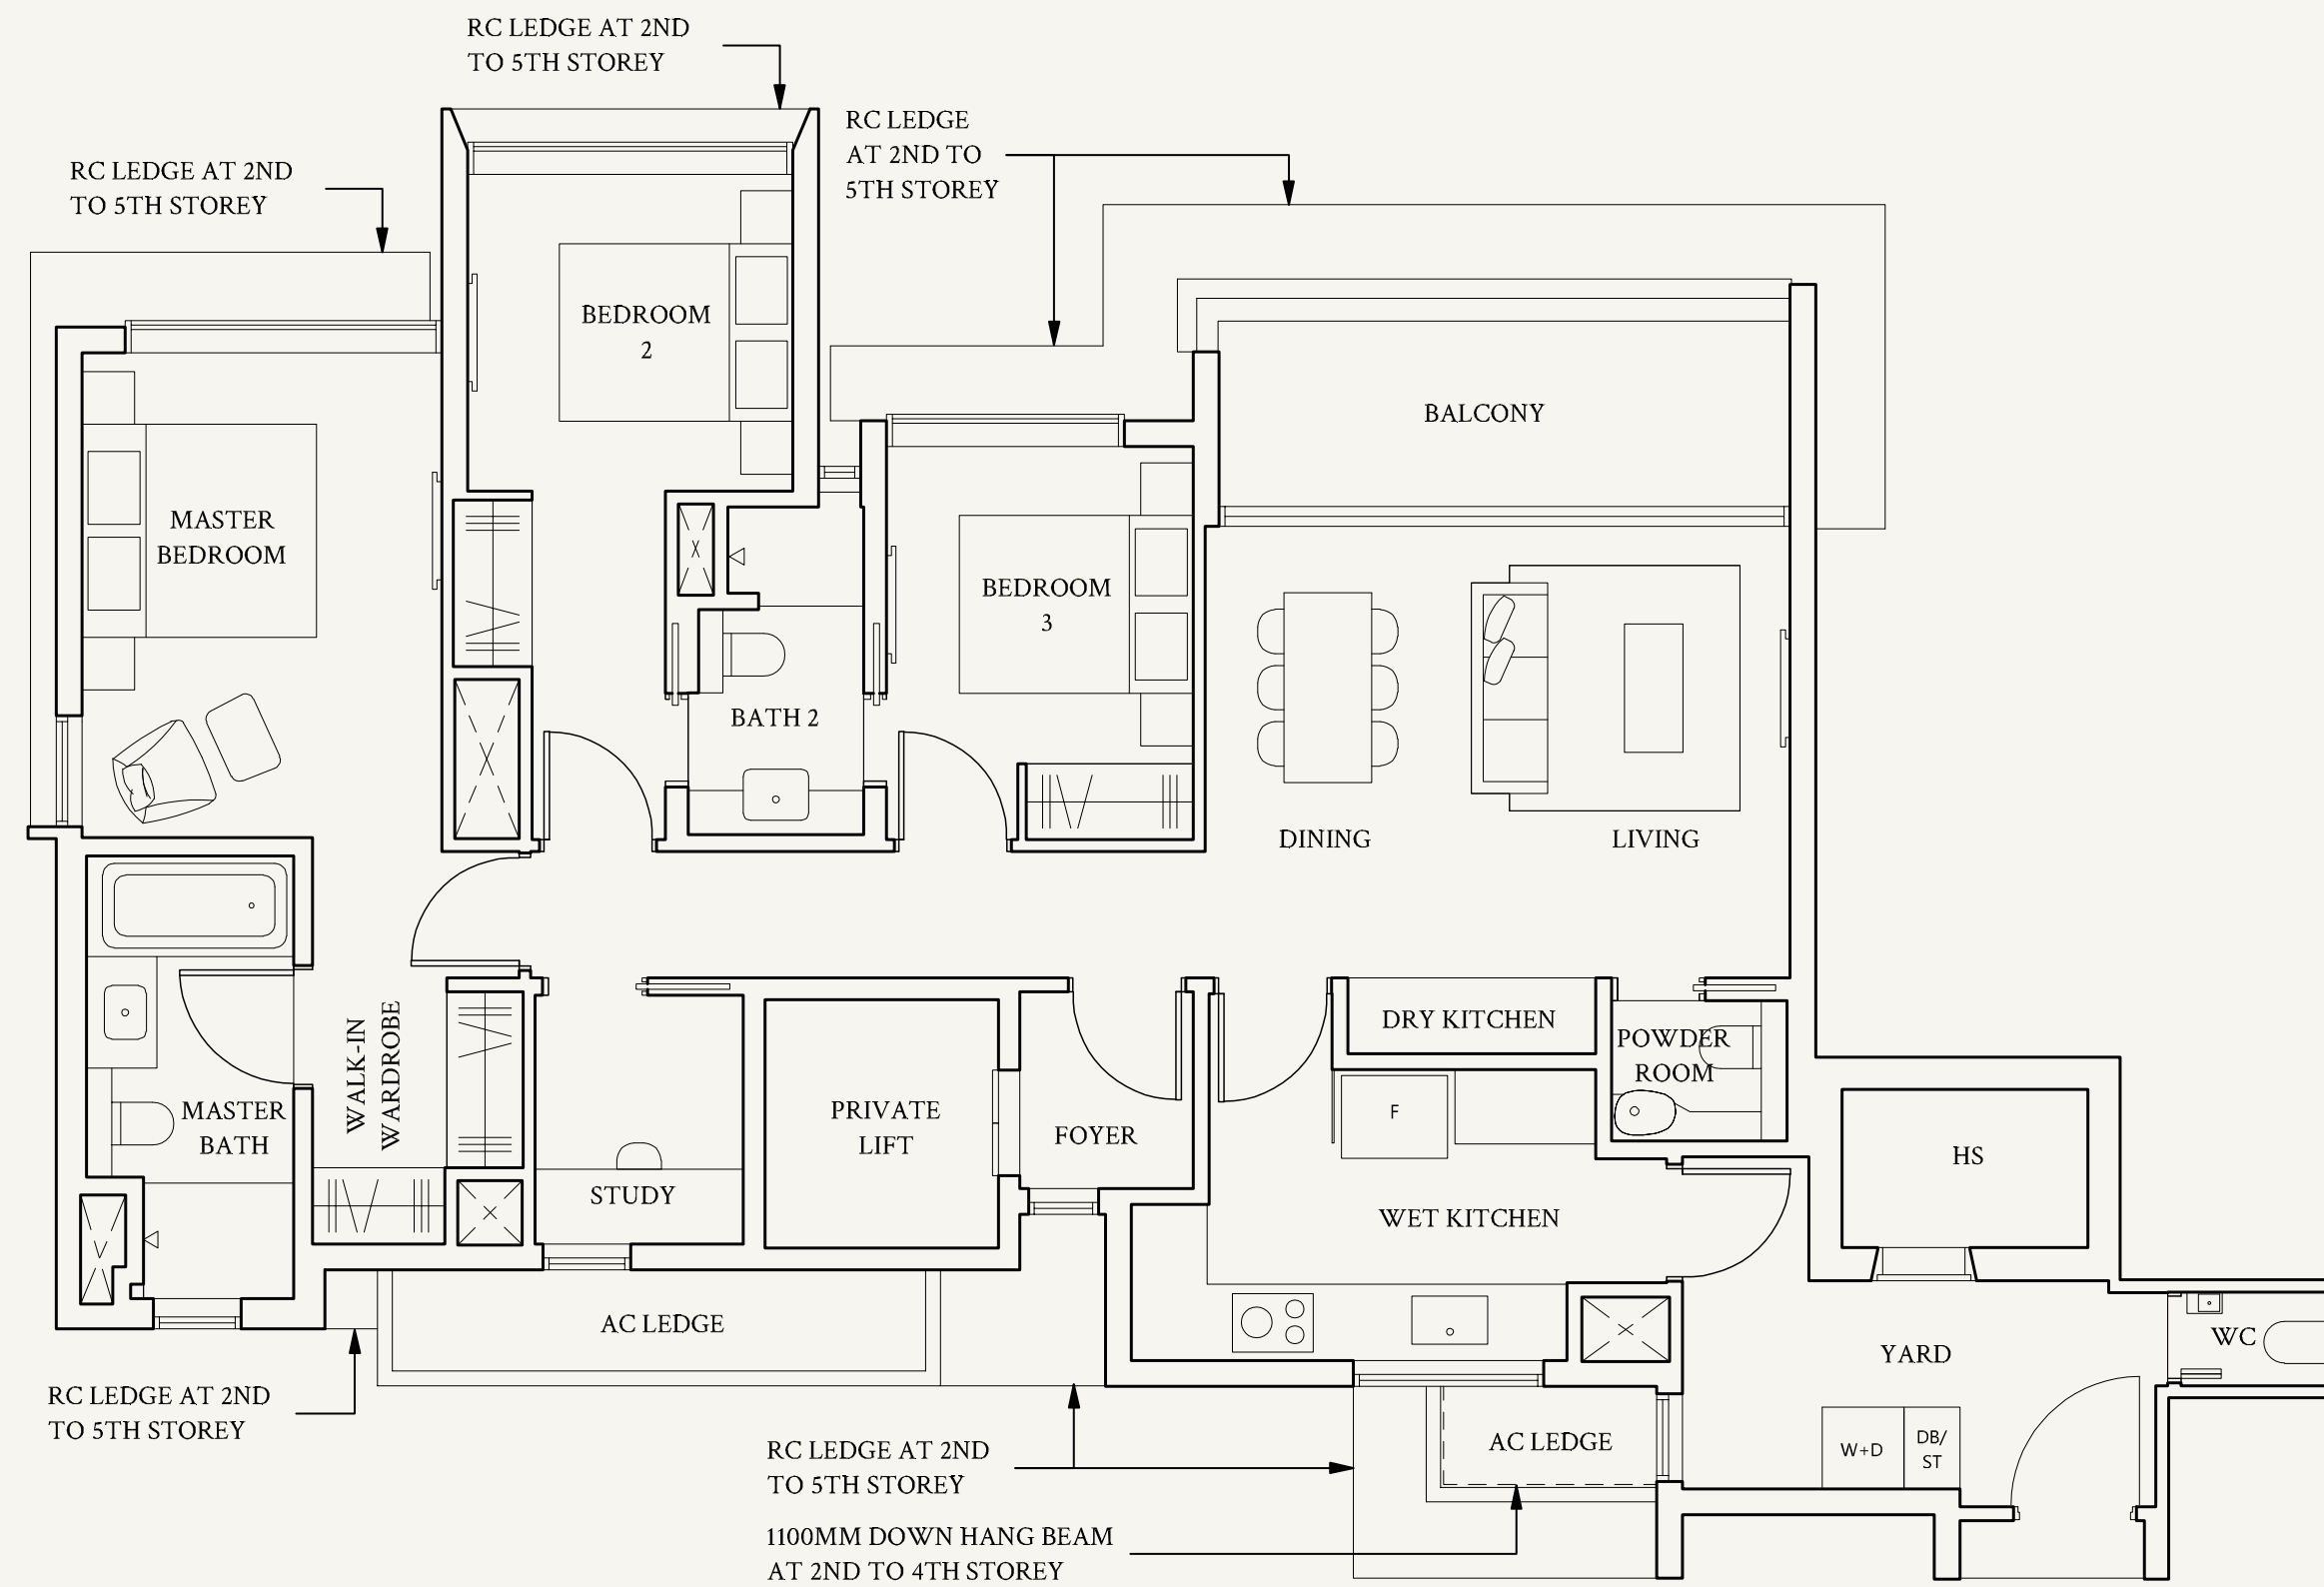 RC LEDGE AT 2ND
TO 5TH STOREY
RC LEDGE
AT 2ND TO
5TH STOREY
RC LEDGE AT 2ND
TO 5TH STOREY
BEDROOM
2
BALCONY
MASTER
BEDROOM
BEDROOM
3
BATH 2
DINING
LIVING
DRY KITCHEN
POWDER
ROOM
WALK-IN
WARDROBE
MASTER
BATH
PRIVATE
LIFT
FOYER
F
HS
STUDY
WET KITCHEN
AC LEDGE
WC
YARD
RC LEDGE AT 2ND
TO 5TH STOREY
AC LEDGE
W+D
DB/
ST
RC LEDGE AT 2ND
TO 5TH STOREY
1100MM DOWN HANG BEAM
AT 2ND TO 4TH STOREY